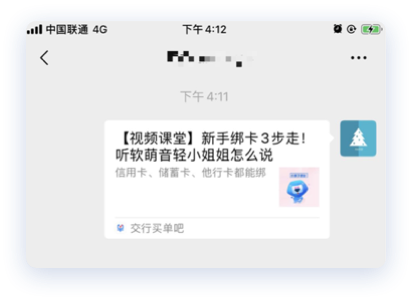 中国联通 4G
下午4:12
下午4:11
【视频课堂】新手绑卡3步走！
听软萌音轻小姐姐怎么说
信用卡、储蓄卡、他行卡都能绑
交行买单吧